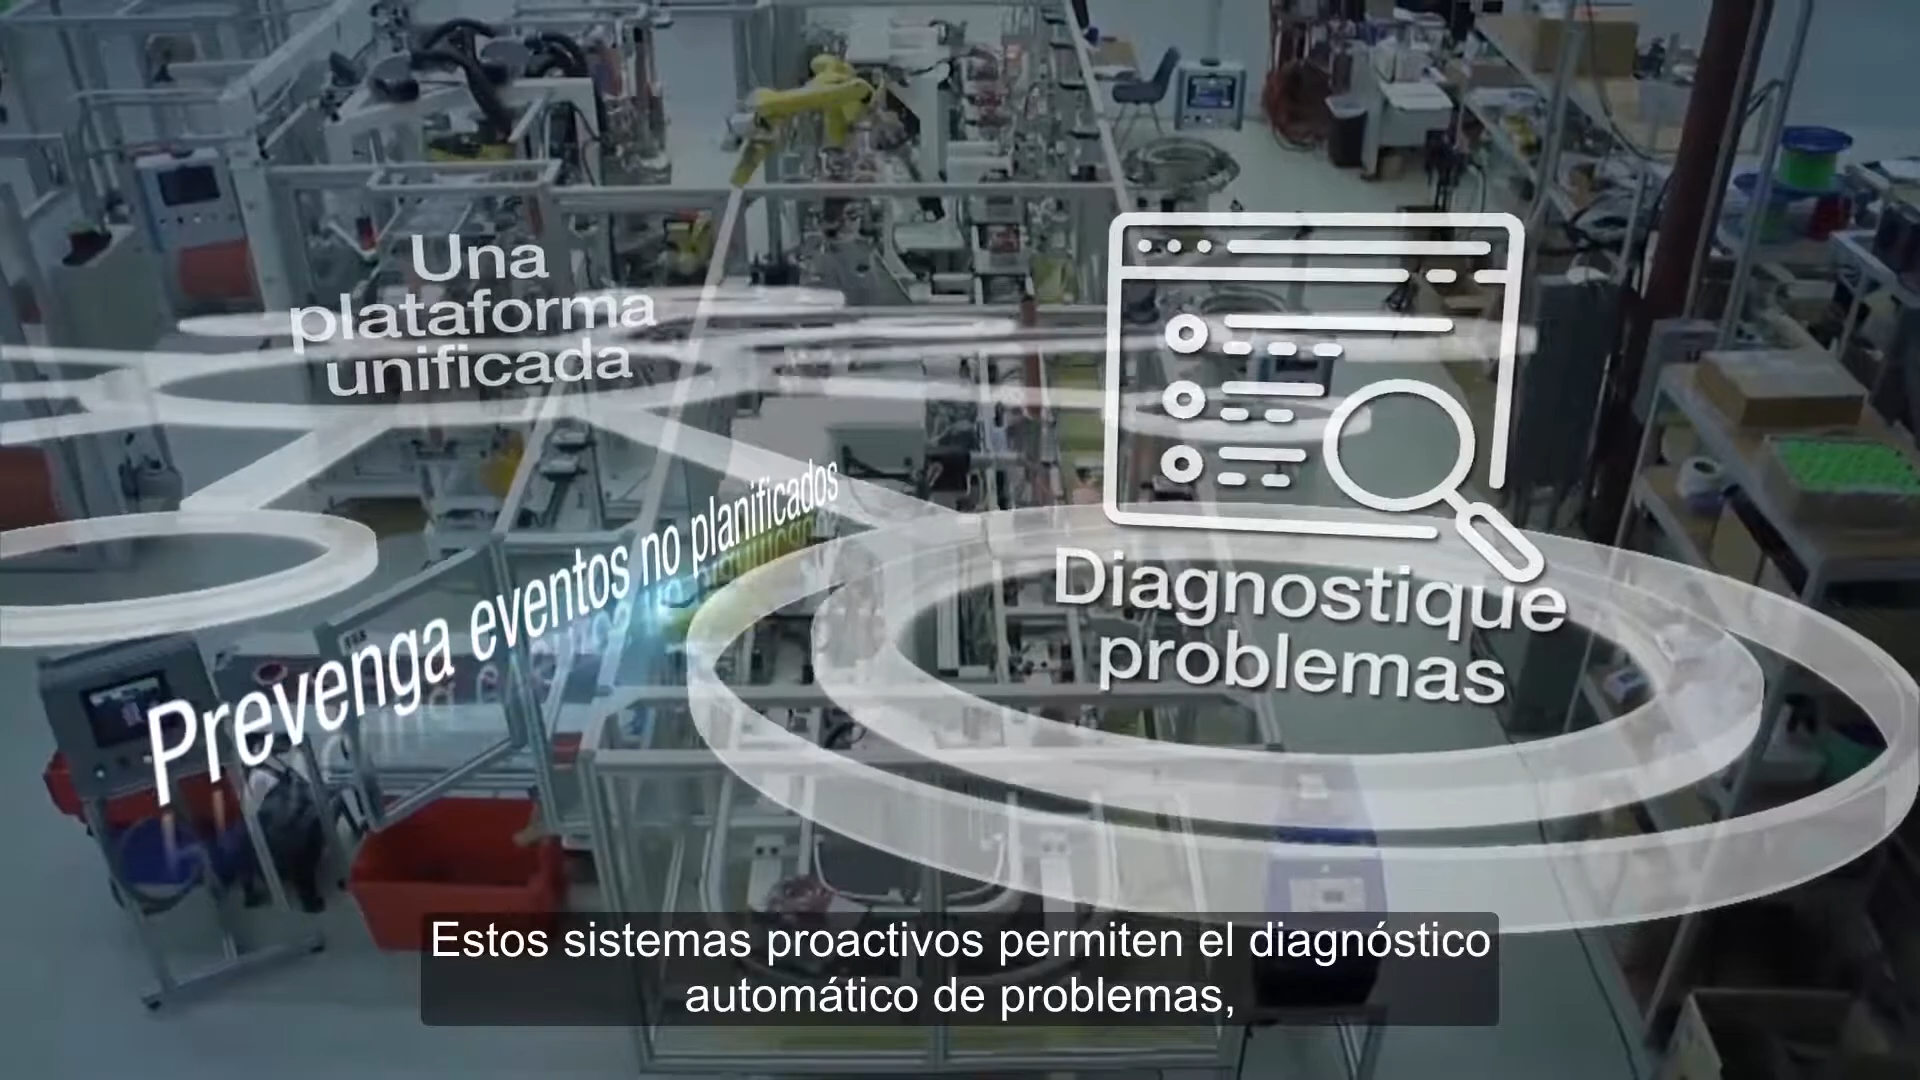 Una
plataforma
unificada
Prevenga eventos no planificados
Diagnostique
problemas
Estos sistemas proactivos permiten el diagnóstico
automático de problemas,